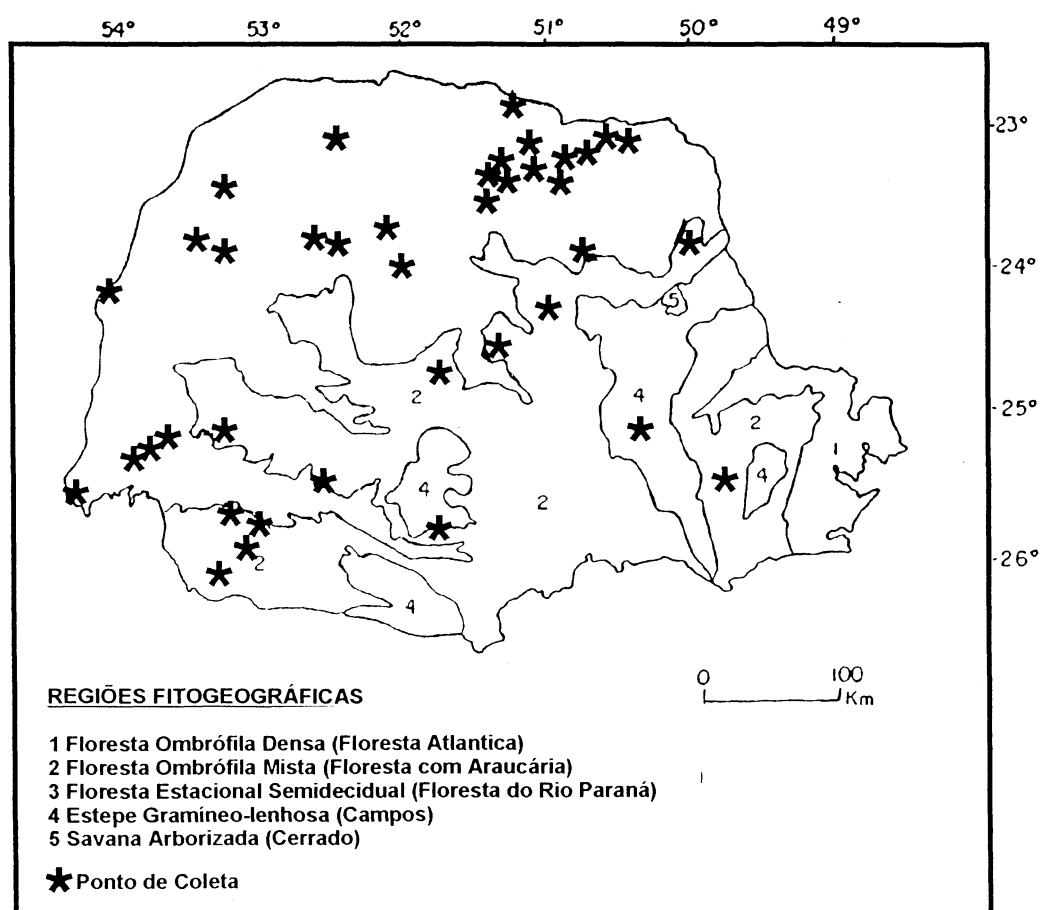 54° 53° 52° 51° 50° 49°
23°
24°
5
4
2
25°
2
1
4
4
2
26°
2
4
0 100
Km
REGIÕES FITOGEOGRÁFICAS
1 Floresta Ombrófila Densa (Floresta Atlantica)
2 Floresta Ombrófila Mista (Floresta com Araucária)
3 Floresta Estacional Semidecidual (Floresta do Rio Paraná)
4 Estepe Gramíneo-lenhosa (Campos)
5 Savana Arborizada (Cerrado)
Ponto de Coleta